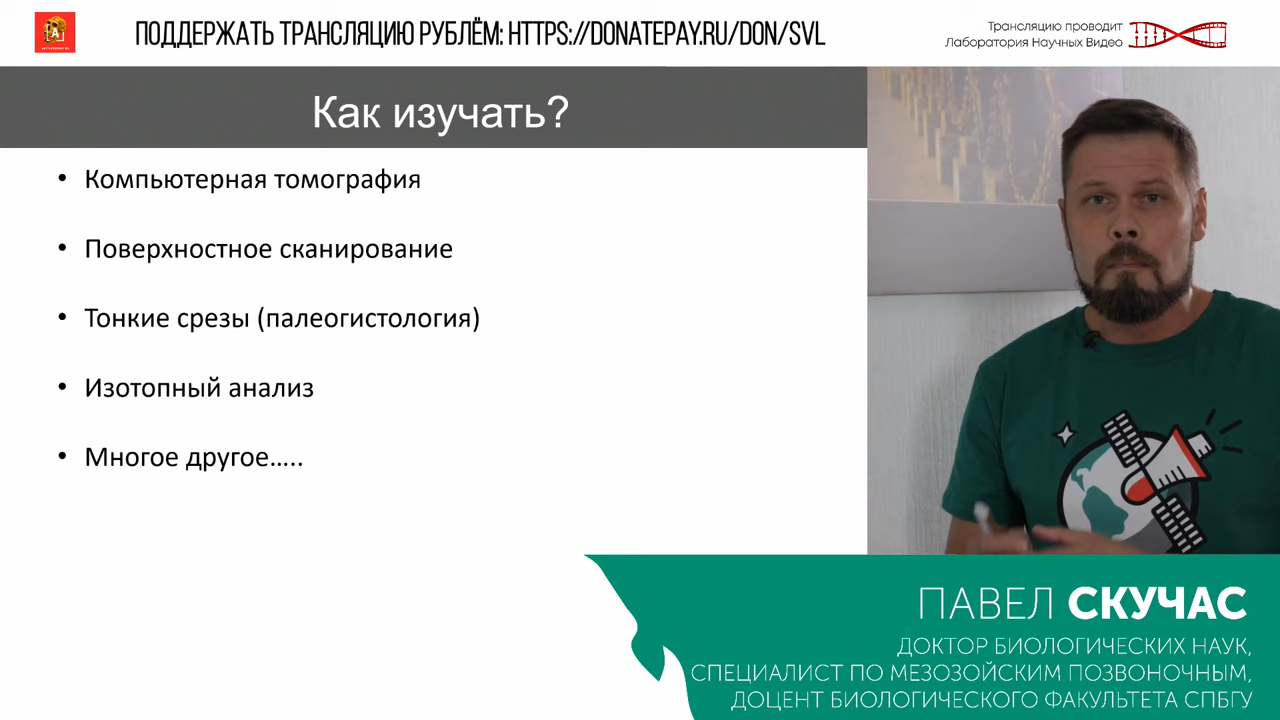 ПОДДЕРЖАТЬ ТРАНСЛЯЦИЮ РУБЛЁМ: HTTPS://DONATEPAY.RU/DON/SVL
Трансляцию проводит
Лаборатория Научных Видео
Как изучать?
• Компьютерная томография
• Поверхностное сканирование
• Тонкие срезы (палеогистология)
• Изотопный анализ
• Многое другое…..
ПАВЕЛ СКУЧАС
ДОКТОР БИОЛОГИЧЕСКИХ НАУК,
СПЕЦИАЛИСТ ПО МЕЗОЗОЙСКИМ ПОЗВОНОЧНЫМ,
ДОЦЕНТ БИОЛОГИЧЕСКОГО ФАКУЛЬТЕТА СПБГУ